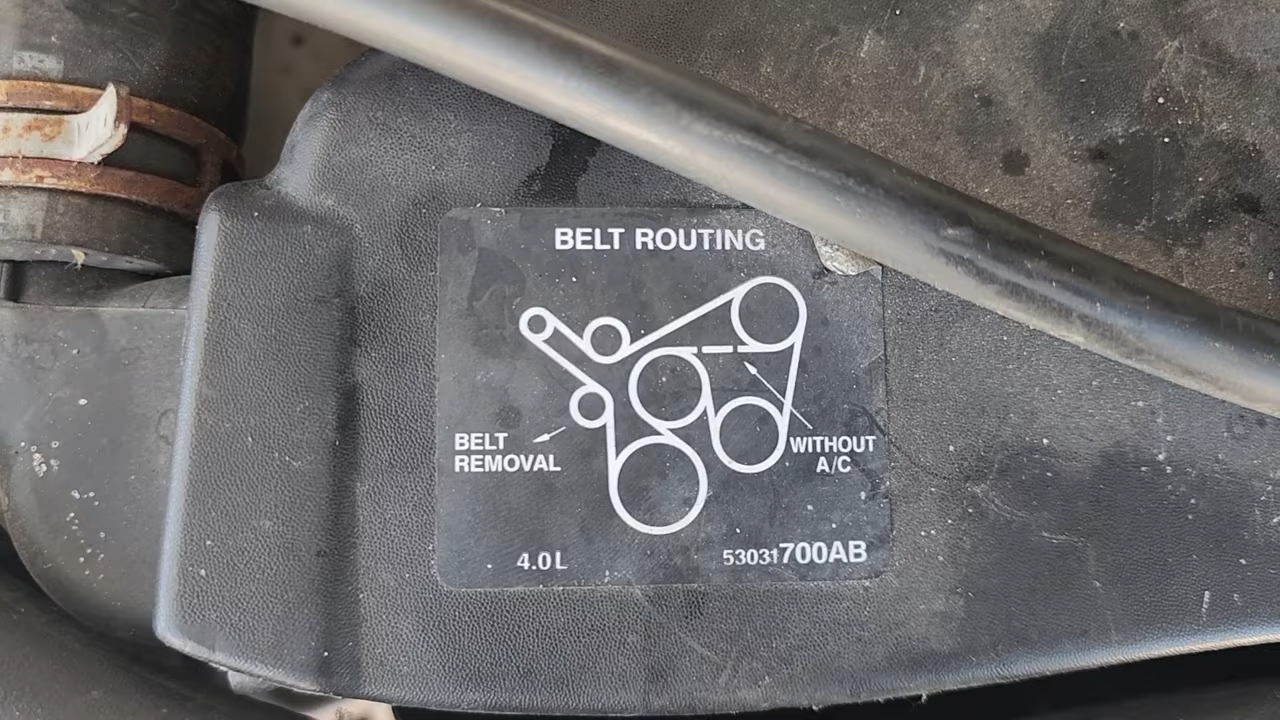 BELT ROUTING
BELT
REMOVAL
WITHOUT
A/C
4.0L
53031700AB